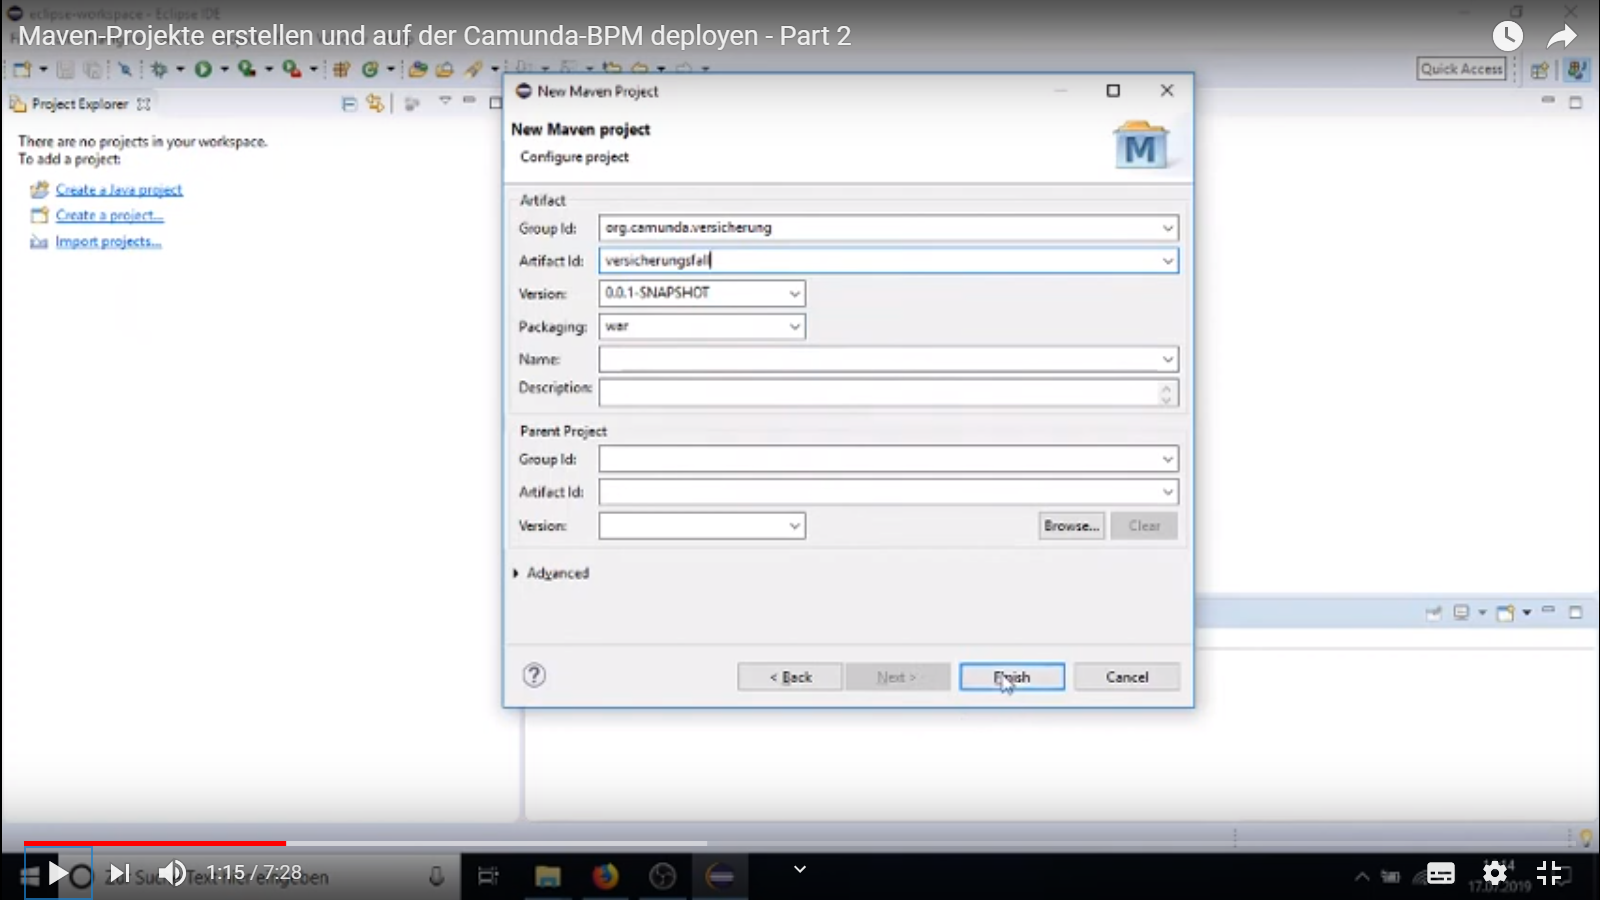 eclipse-workspace - Eclipse IDE
Maven-Projekte erstellen und auf der Camunda-BPM deployen - Part 2
Quick Access
Project Explorer
There are no projects in your workspace.
To add a project:
Create a Java project
Create a project...
Import projects...
New Maven Project
New Maven project
Configure project
M
Artifact
Group Id: org.camunda.versicherung
Artifact Id: versicherungsfall
Version: 0.0.1-SNAPSHOT
Packaging: war
Name:
Description:
Parent Project
Group Id:
Artifact Id:
Version:
Browse... Clear
Advanced
? < Back Next > Finish Cancel
1:15 / 7:28
Text hier eingeben
17.07.2019